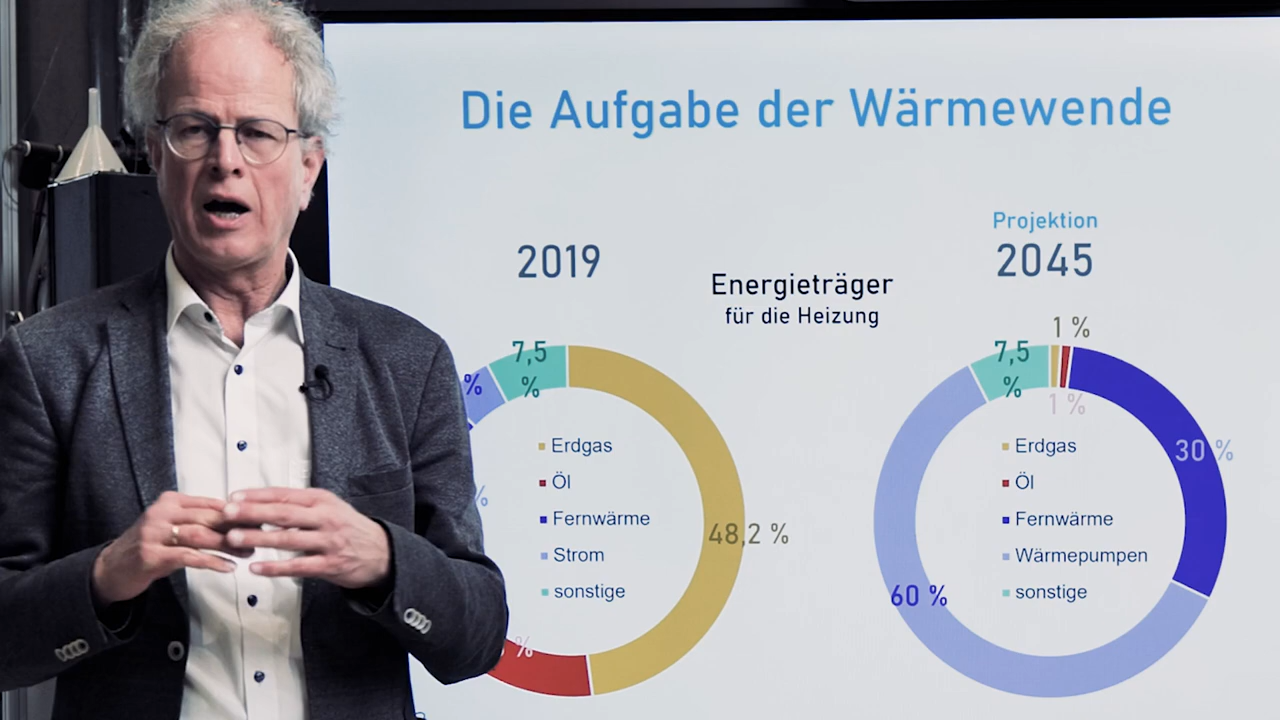 Die Aufgabe der Wärmewende
2019
Energieträger
für die Heizung
Projektion
2045
7,5
%
%
%
%
48,2 %
Erdgas
Öl
Fernwärme
Strom
sonstige
1 %
7,5
%
1 %
30 %
60 %
Erdgas
Öl
Fernwärme
Wärmepumpen
sonstige